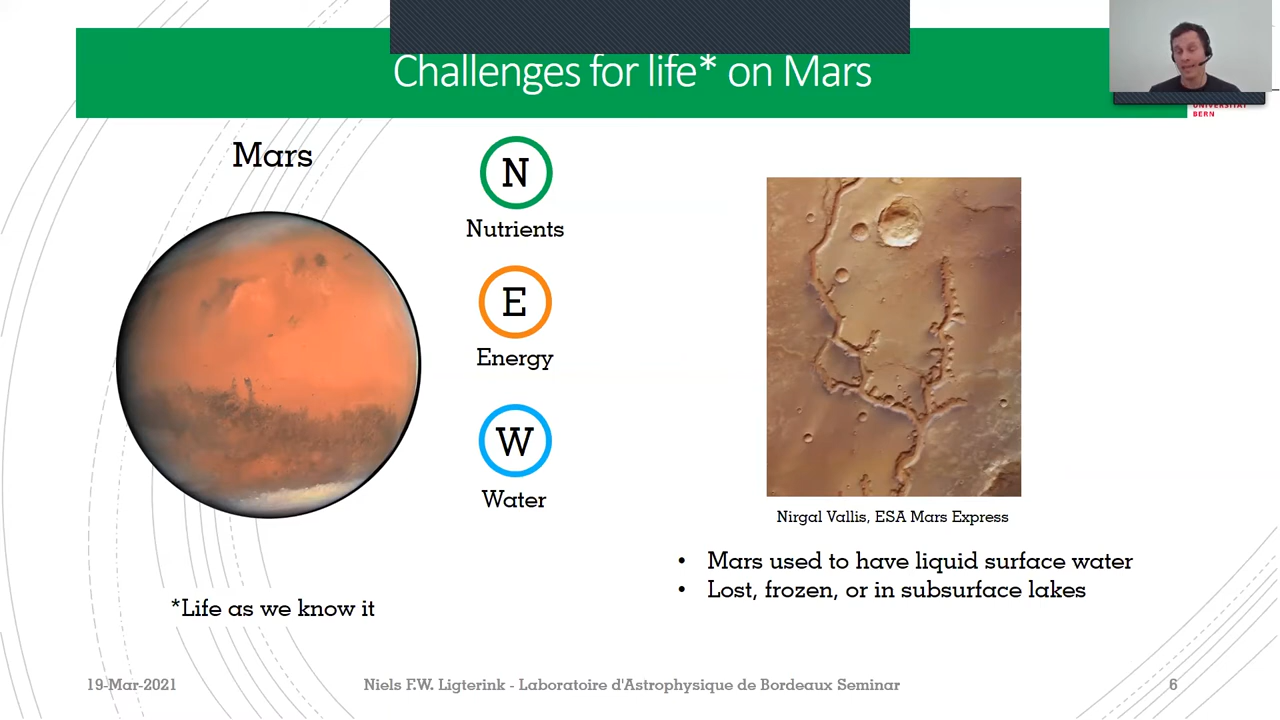 Challenges for life* on Mars
UNIVERSITÄT
BERN
Mars
N
Nutrients
E
Energy
W
Water
Nirgal Vallis, ESA Mars Express
• Mars used to have liquid surface water
• Lost, frozen, or in subsurface lakes
*Life as we know it
19-Mar-2021
Niels F.W. Ligterink - Laboratoire d'Astrophysique de Bordeaux Seminar
6